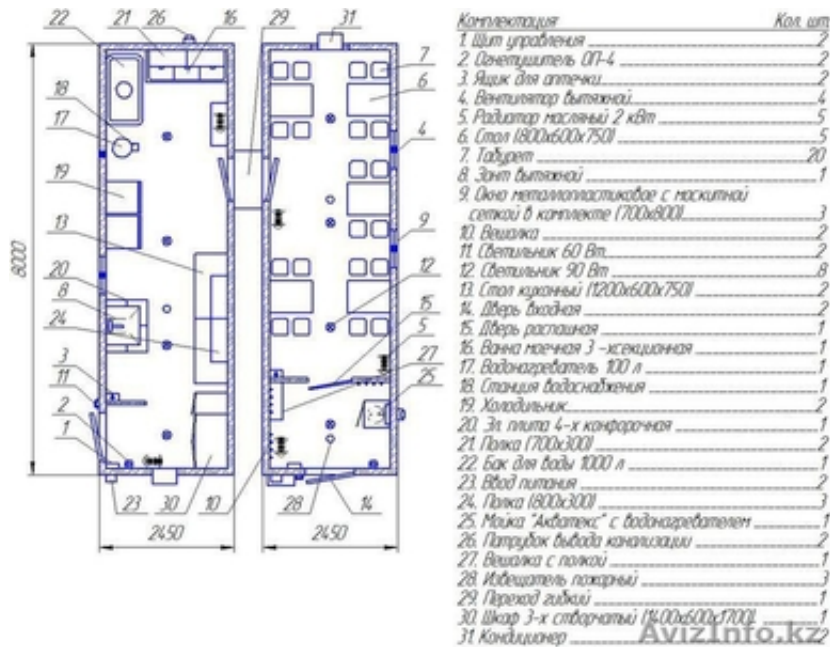 22 21 26 16 29 31
18
17
19
13
20
8
24
3
11
2
1
7
6
4
9
12
15
5
27
25
8000
23 30 10 28 14
2450 2450
Комплектация Кол. шт.
1. Щит управления 2
2. Огнетушитель ОП-4 2
3. Ящик для аптечки 2
4. Вентилятор вытяжной 4
5. Радиатор масляный 2 кВт 5
6. Стол (800х600х750) 5
7. Табурет 20
8. Зонт вытяжной 1
9. Окно металлопластиковое с москитной
сеткой в комплекте (700х800) 3
10. Вешалка 2
11. Светильник 60 Вт 2
12. Светильник 90 Вт 8
13. Стол кухонный (1200х600х750) 2
14. Дверь входная 2
15. Дверь распашная 1
16. Ванна моечная 3 -хсекционная 1
17. Водонагреватель 100 л 1
18. Станция водоснабжения 1
19. Холодильник 2
20. Эл. плита 4-х конфорочная 1
21. Полка (700х300) 2
22. Бак для воды 1000 л 1
23. Ввод питания 2
24. Полка (800х300) 3
25. Мойка "Акватекс" с водонагревателем 1
26. Патрубок вывода канализации 2
27. Вешалка с полкой 1
28. Извещатель пожарный 3
29. Переход гибкий 1
30. Шкаф 3-х створчатый (1400х600х1700) 1
31. Кондиционер 2
AvizInfo.kz